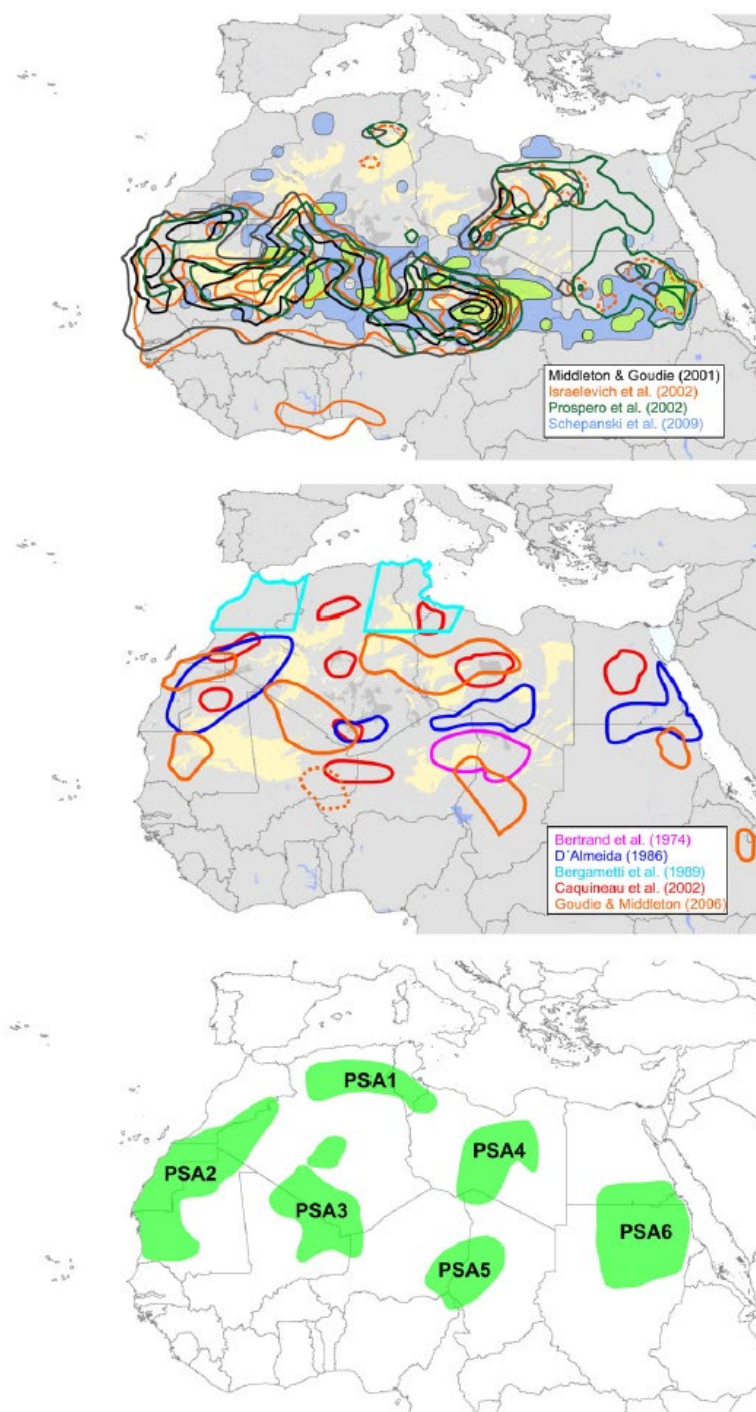 Middleton & Goudie (2001)
Israelevich et al. (2002)
Prospero et al. (2002)
Schepanski et al. (2009)
Bertrand et al. (1974)
D´Almeida (1986)
Bergametti et al. (1989)
Caquineau et al. (2002)
Goudie & Middleton (2006)
PSA1
PSA2
PSA4
PSA3
PSA6
PSA5